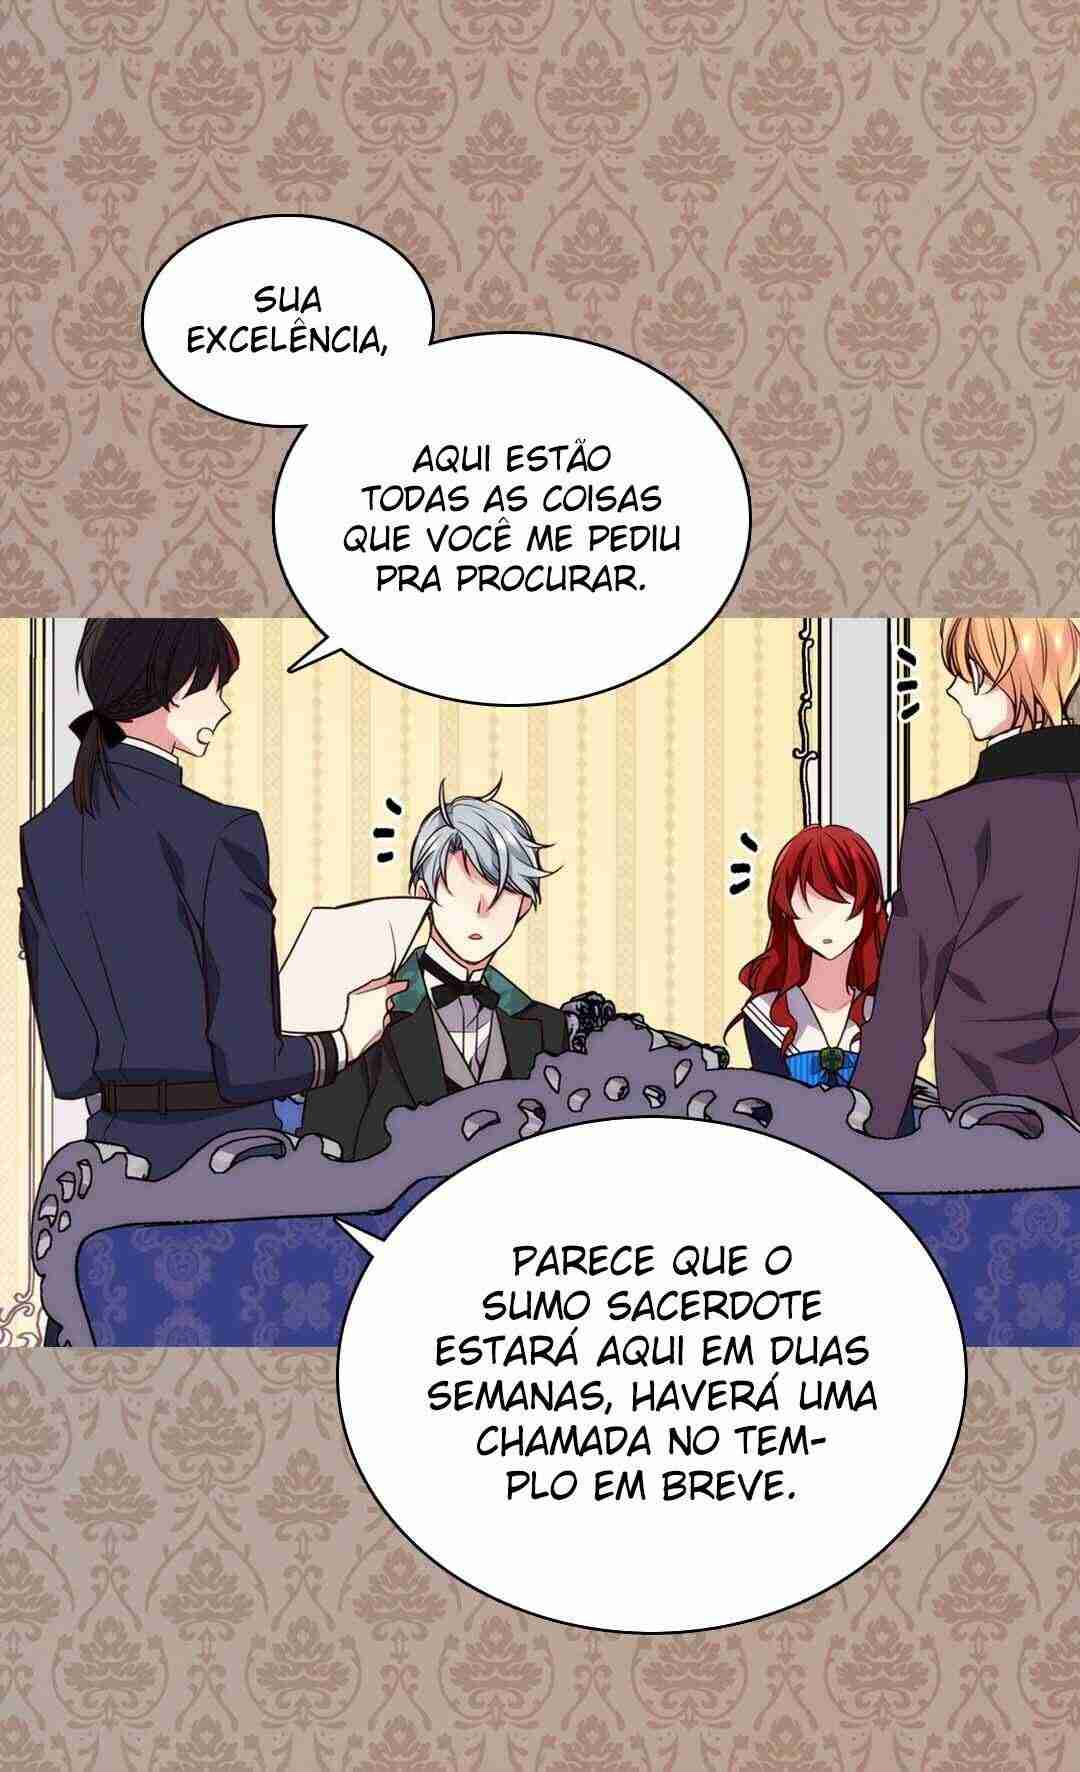 SUA
EXCELÊNCIA,
AQUI ESTÃO
TODAS AS COISAS
QUE VOCÊ ME PEDIU
PRA PROCURAR.
PARECE QUE O
SUMO SACERDOTE
ESTARÁ AQUI EM DUAS
SEMANAS, HAVERÁ UMA
CHAMADA NO TEM-
PLO EM BREVE.